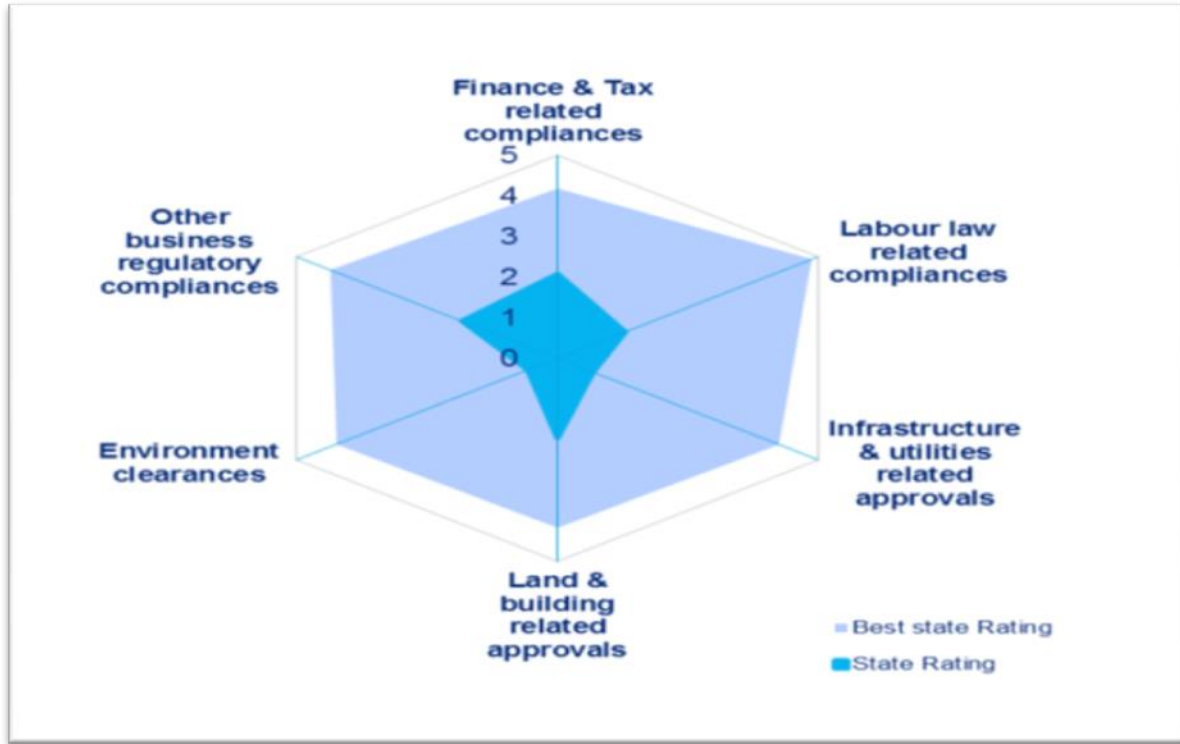 Finance & Tax
related
compliances
5
4
3
2
1
0
Labour law
related
compliances
Infrastructure
& utilities
related
approvals
Land &
building
related
approvals
Environment
clearances
Other
business
regulatory
compliances
Best state Rating
State Rating